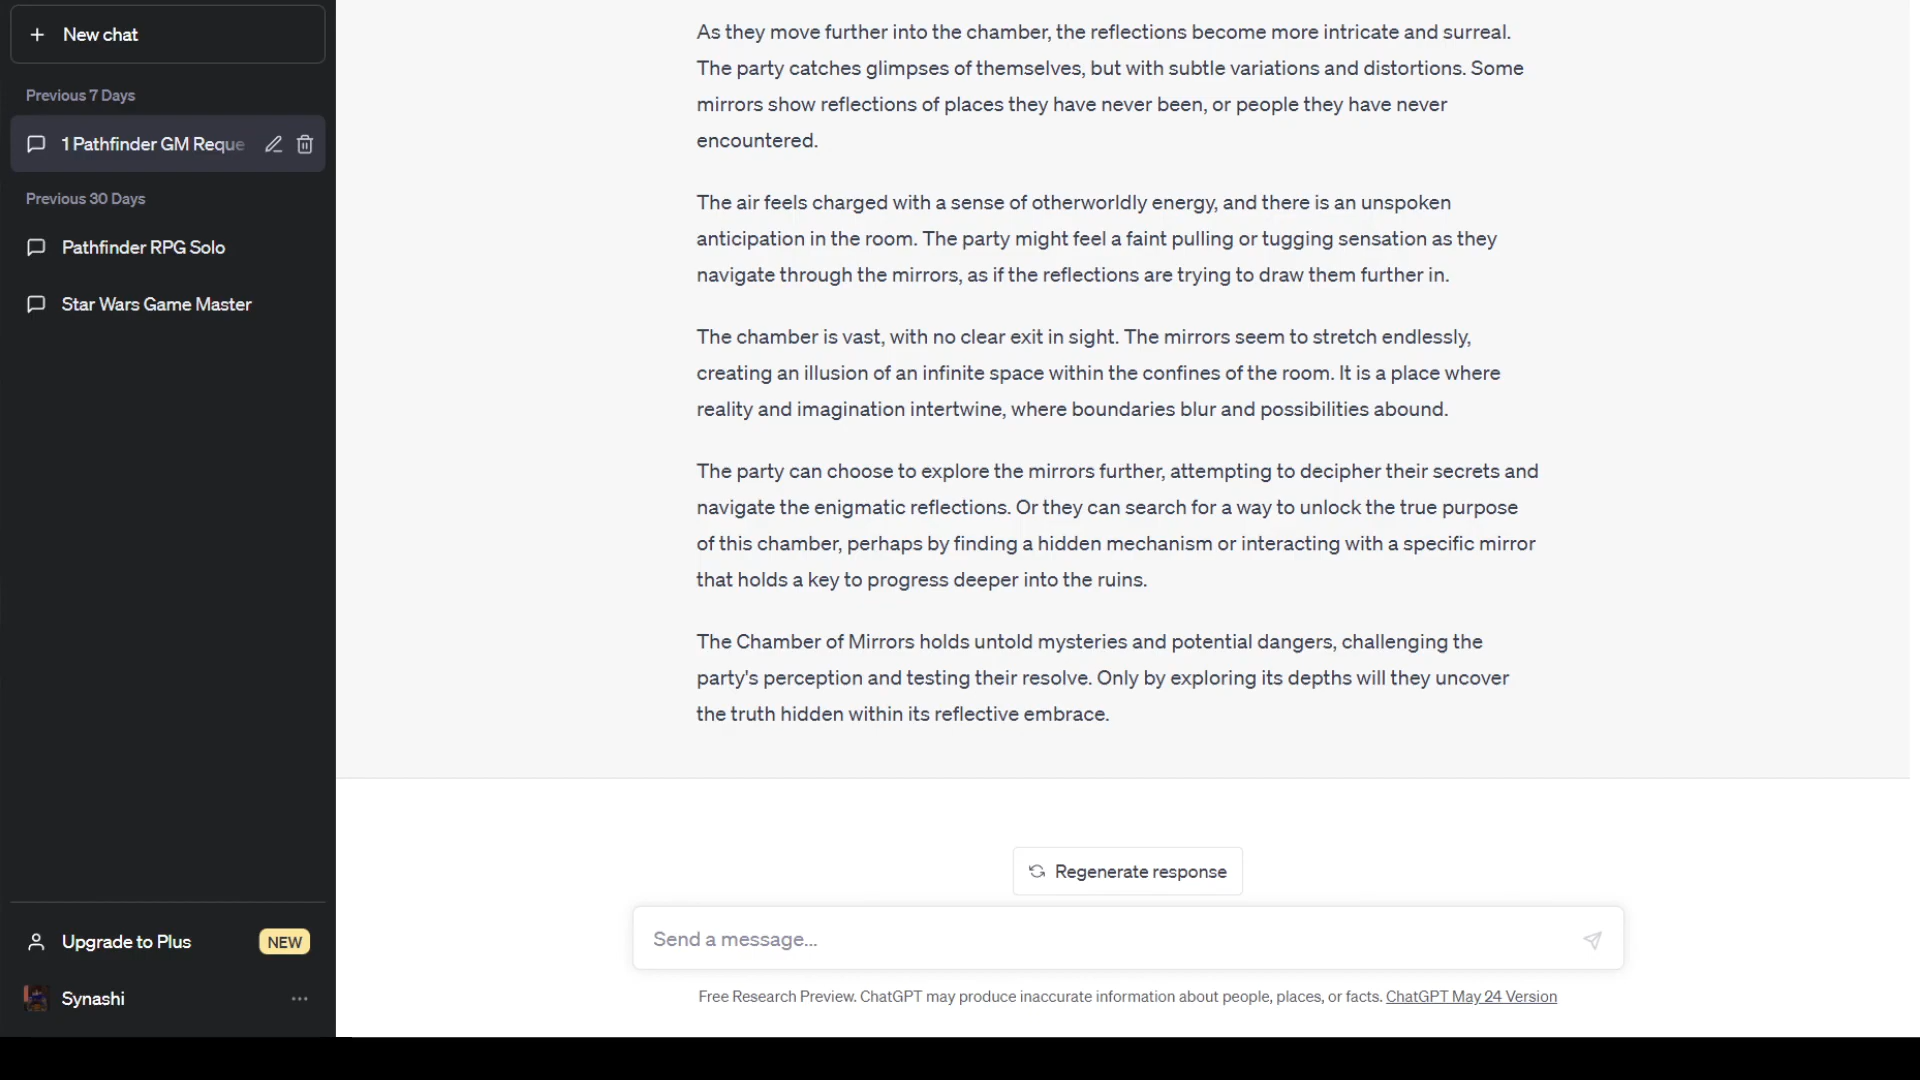 New chat
Previous 7 Days
1 Pathfinder GM Reque
Previous 30 Days
Pathfinder RPG Solo
Star Wars Game Master
Upgrade to Plus NEW
Synashi
As they move further into the chamber, the reflections become more intricate and surreal.
The party catches glimpses of themselves, but with subtle variations and distortions. Some
mirrors show reflections of places they have never been, or people they have never
encountered.
The air feels charged with a sense of otherworldly energy, and there is an unspoken
anticipation in the room. The party might feel a faint pulling or tugging sensation as they
navigate through the mirrors, as if the reflections are trying to draw them further in.
The chamber is vast, with no clear exit in sight. The mirrors seem to stretch endlessly,
creating an illusion of an infinite space within the confines of the room. It is a place where
reality and imagination intertwine, where boundaries blur and possibilities abound.
The party can choose to explore the mirrors further, attempting to decipher their secrets and
navigate the enigmatic reflections. Or they can search for a way to unlock the true purpose
of this chamber, perhaps by finding a hidden mechanism or interacting with a specific mirror
that holds a key to progress deeper into the ruins.
The Chamber of Mirrors holds untold mysteries and potential dangers, challenging the
party's perception and testing their resolve. Only by exploring its depths will they uncover
the truth hidden within its reflective embrace.
Regenerate response
Send a message...
Free Research Preview. ChatGPT may produce inaccurate information about people, places, or facts. ChatGPT May 24 Version